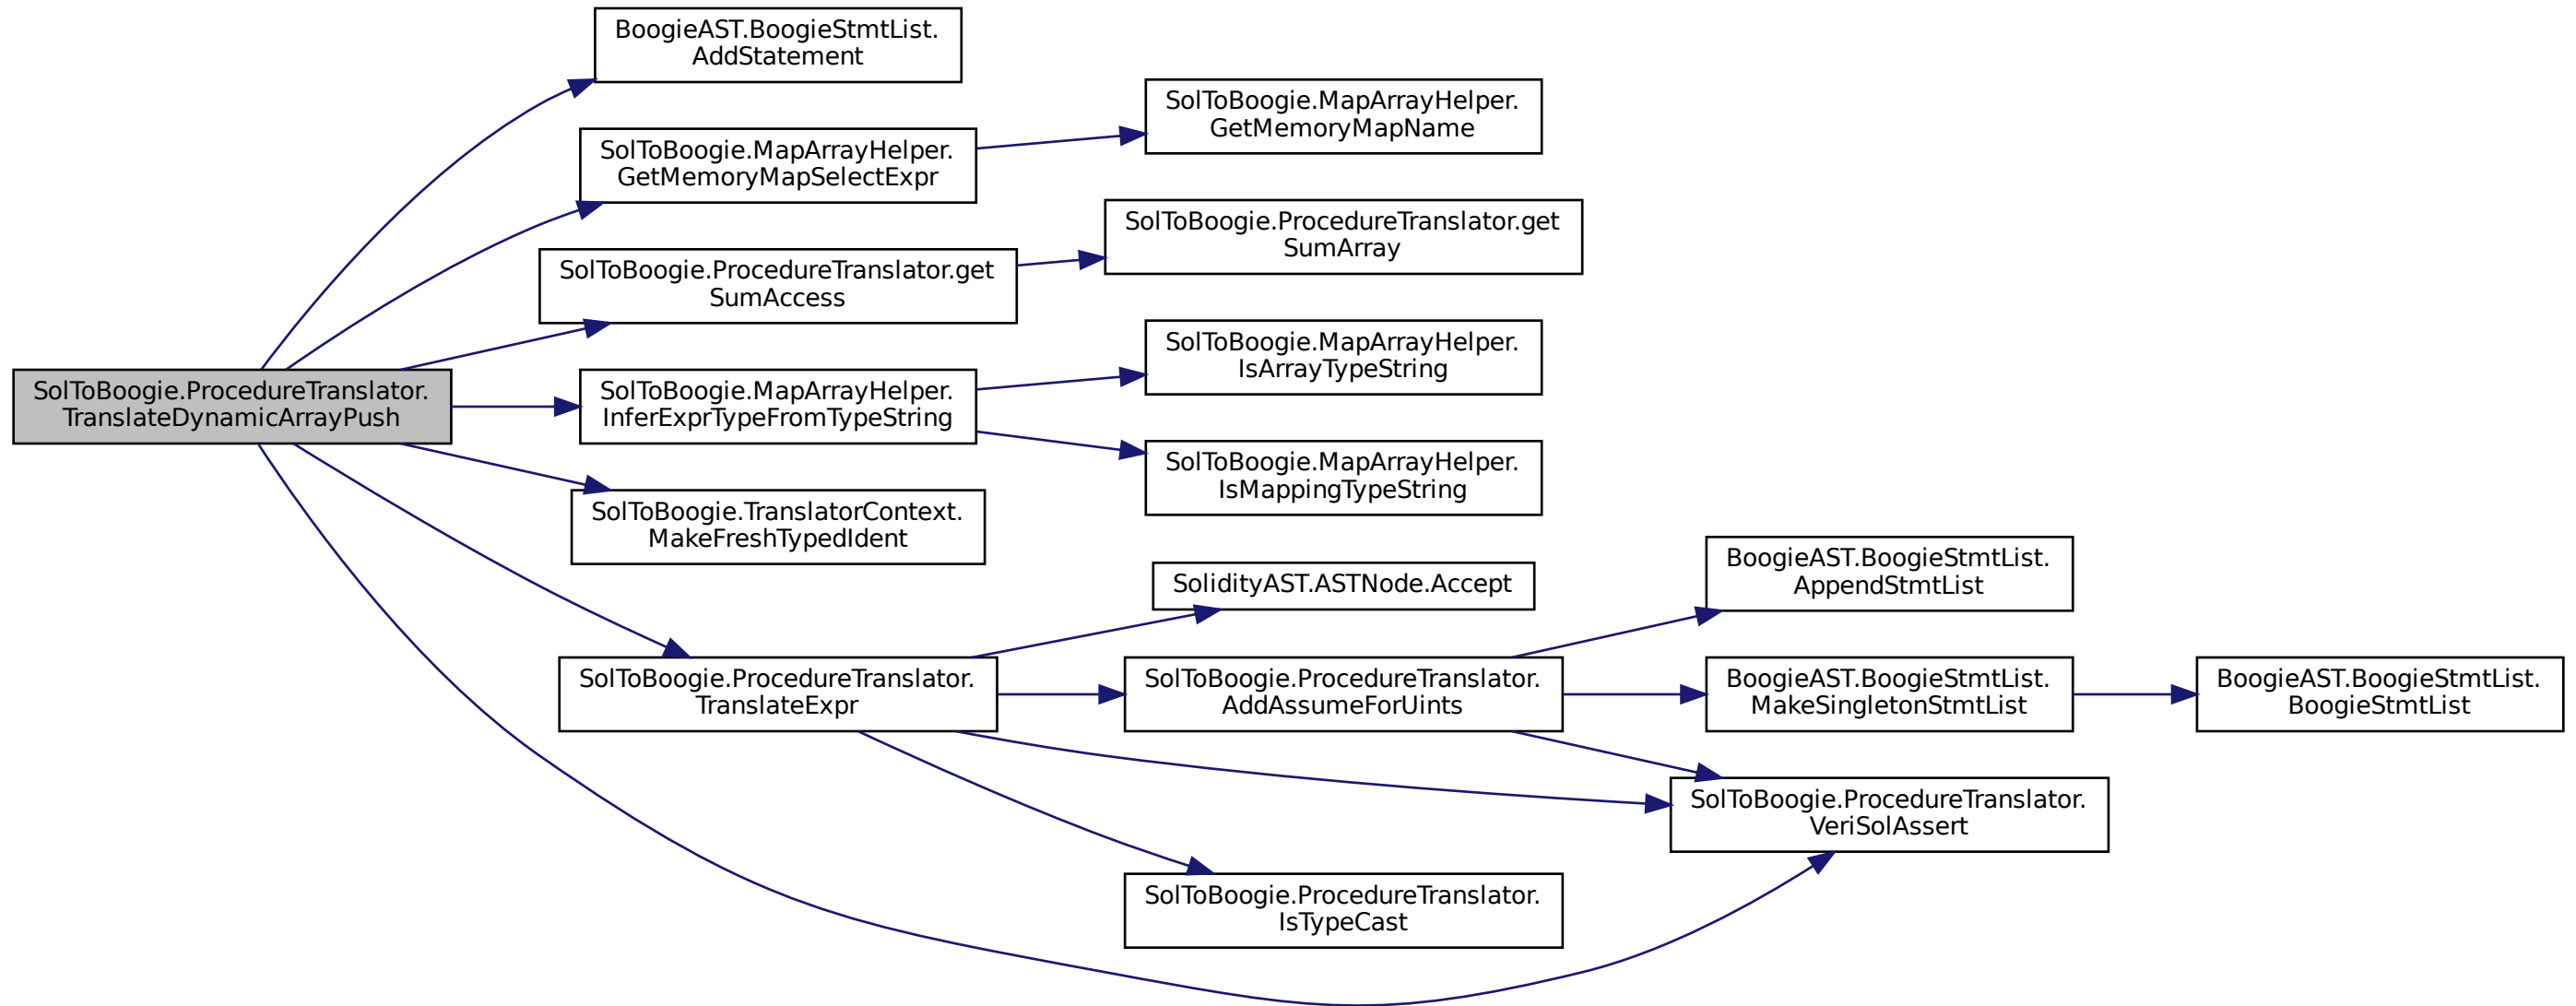 BoogieAST.BoogieStmtList.
AddStatement
SolToBoogie.MapArrayHelper.
GetMemoryMapName
SolToBoogie.MapArrayHelper.
GetMemoryMapSelectExpr
SolToBoogie.ProcedureTranslator.get
SumArray
SolToBoogie.ProcedureTranslator.get
SumAccess
SolToBoogie.MapArrayHelper.
IsArrayTypeString
SolToBoogie.ProcedureTranslator.
TranslateDynamicArrayPush
SolToBoogie.MapArrayHelper.
InferExprTypeFromTypeString
SolToBoogie.MapArrayHelper.
IsMappingTypeString
SolToBoogie.TranslatorContext.
MakeFreshTypedIdent
BoogieAST.BoogieStmtList.
AppendStmtList
SolidityAST.ASTNode.Accept
SolToBoogie.ProcedureTranslator.
TranslateExpr
SolToBoogie.ProcedureTranslator.
AddAssumeForUints
BoogieAST.BoogieStmtList.
MakeSingletonStmtList
BoogieAST.BoogieStmtList.
BoogieStmtList
SolToBoogie.ProcedureTranslator.
VeriSolAssert
SolToBoogie.ProcedureTranslator.
IsTypeCast